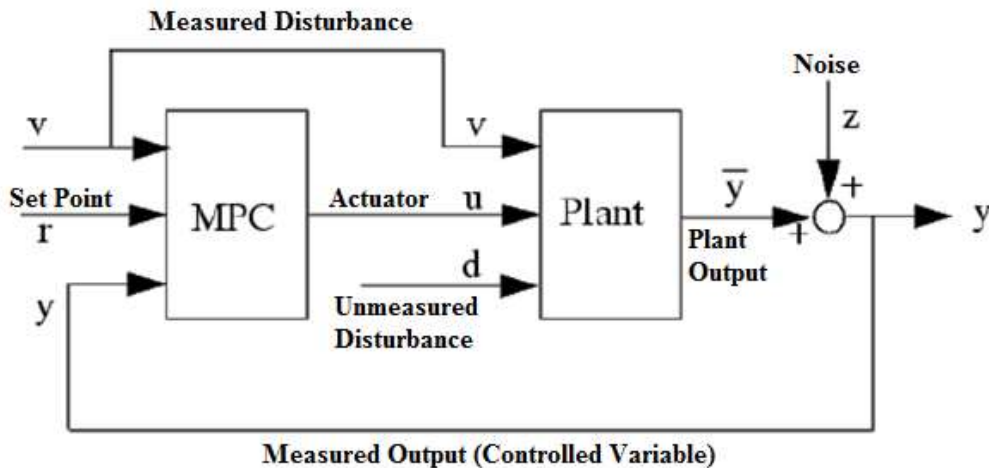 Measured Disturbance
Noise
z
v
v
Set Point
r
MPC
Actuator
u
Plant
y
+
+
y
Plant
Output
y
d
Unmeasured
Disturbance
Measured Output (Controlled Variable)